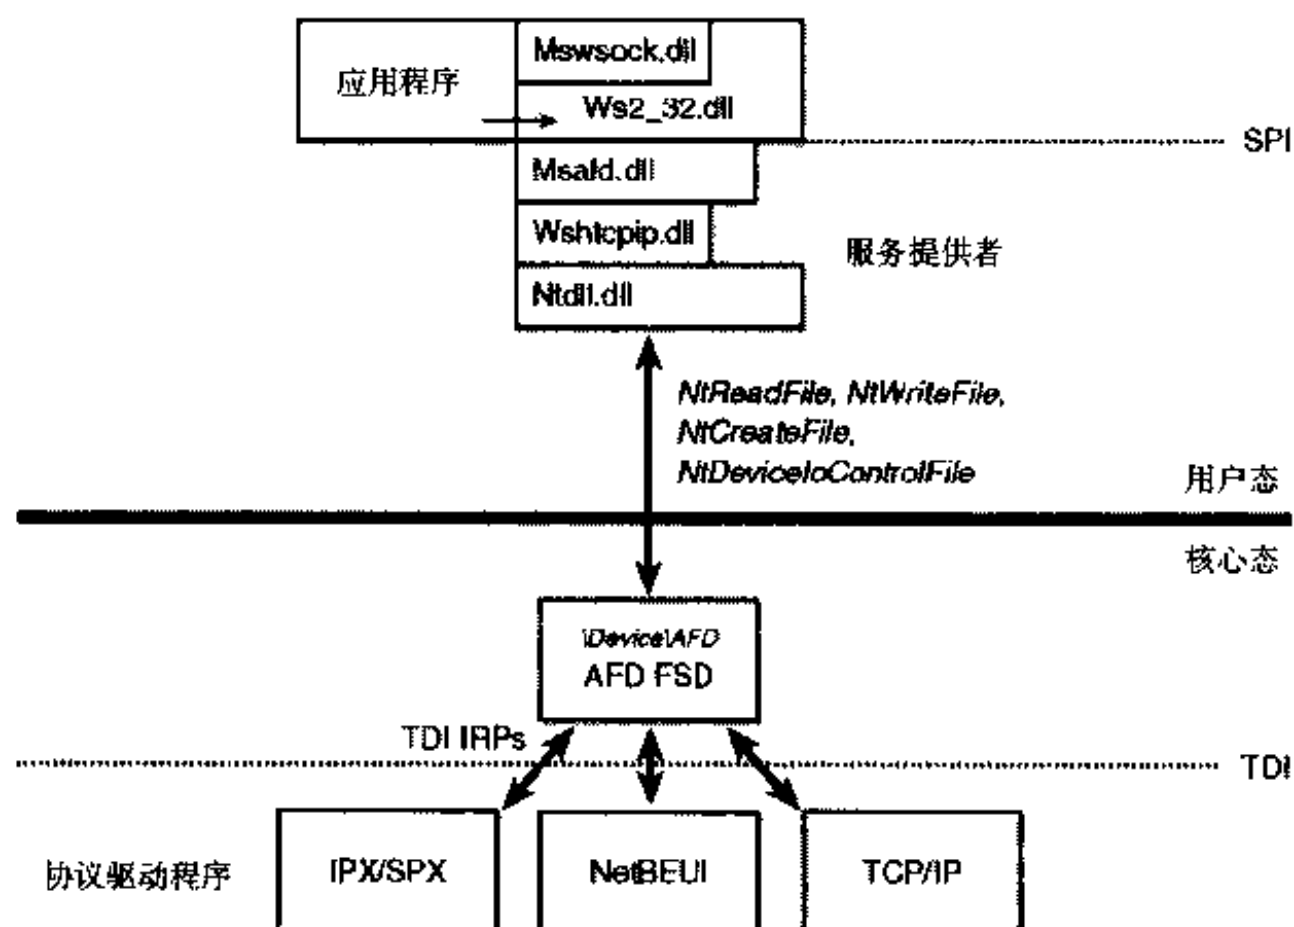 Mswsock.dll
应用程序
Ws2_32.dll
SPI
Msafd.dll
Wshtcpip.dll
服务提供者
Ntdll.dll
NtReadFile, NtWriteFile,
NtCreateFile,
NtDeviceIoControlFile
用户态
核心态
\Device\AFD
AFD FSD
TDI IRPs
TDI
协议驱动程序
IPX/SPX
NetBEUI
TCP/IP